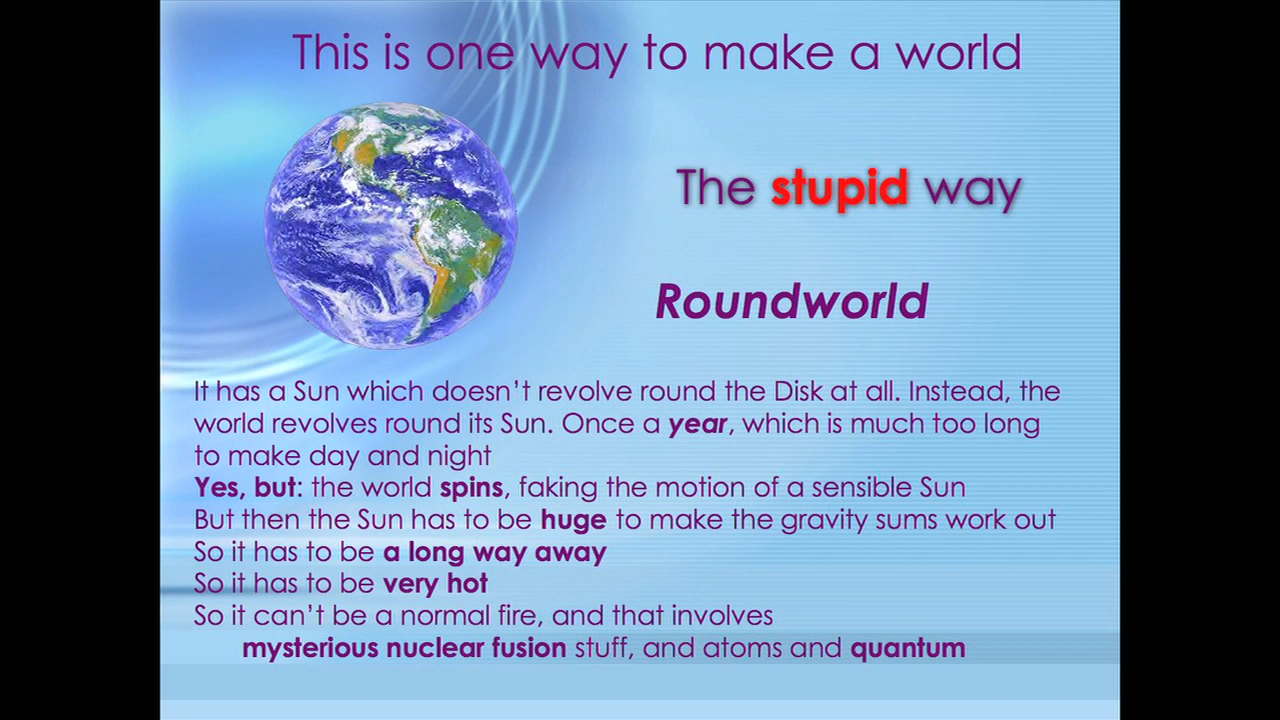 This is one way to make a world
The stupid way
Roundworld
It has a Sun which doesn’t revolve round the Disk at all. Instead, the
world revolves round its Sun. Once a year, which is much too long
to make day and night
Yes, but: the world spins, faking the motion of a sensible Sun
But then the Sun has to be huge to make the gravity sums work out
So it has to be a long way away
So it has to be very hot
So it can’t be a normal fire, and that involves
mysterious nuclear fusion stuff, and atoms and quantum